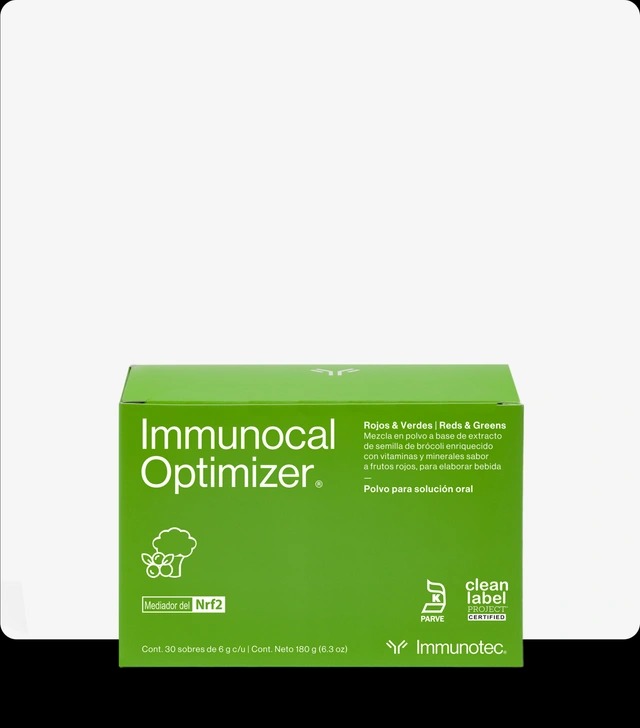 Immunocal
Optimizer®
Rojos & Verdes | Reds & Greens
Mezcla en polvo a base de extracto
de semilla de brócoli enriquecido
con vitaminas y minerales sabor
a frutos rojos, para elaborar bebida
—
Polvo para solución oral
Mediador del Nrf2
K
PARVE
clean
label
PROJECT™
CERTIFIED
Cont. 30 sobres de 6 g c/u | Cont. Neto 180 g (6.3 oz)
Immunotec®